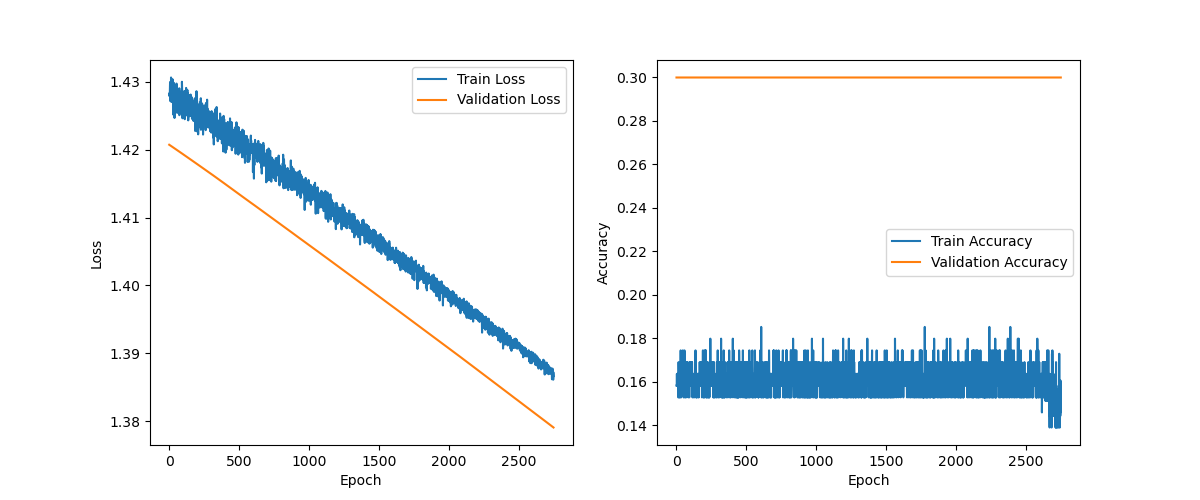 1.43
1.42
1.41
1.40
1.39
1.38
Loss
0 500 1000 1500 2000 2500
Epoch
Train Loss
Validation Loss
0.30
0.28
0.26
0.24
0.22
0.20
0.18
0.16
0.14
Accuracy
0 500 1000 1500 2000 2500
Epoch
Train Accuracy
Validation Accuracy